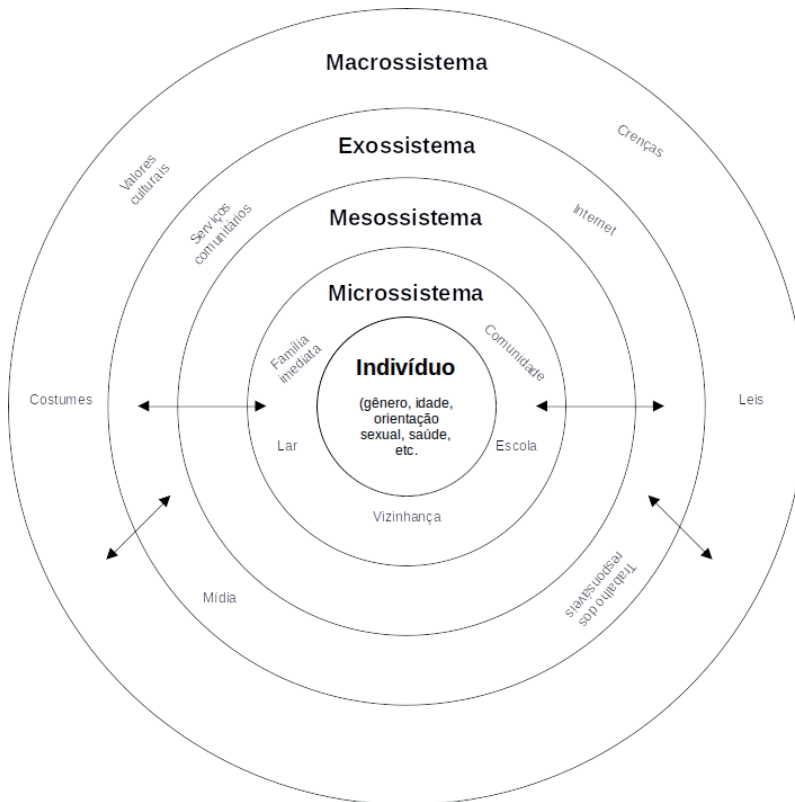 Macrossistema
Crenças
Exossistema
Valores
culturais
Serviços
comunitários
Internet
Mesossistema
Microssistema
Família
imediata
Comunidade
Indivíduo
(gênero, idade,
orientação
sexual, saúde,
etc.
Costumes
Leis
Lar
Escola
Vizinhança
Mídia
Trabalho dos
responsáveis